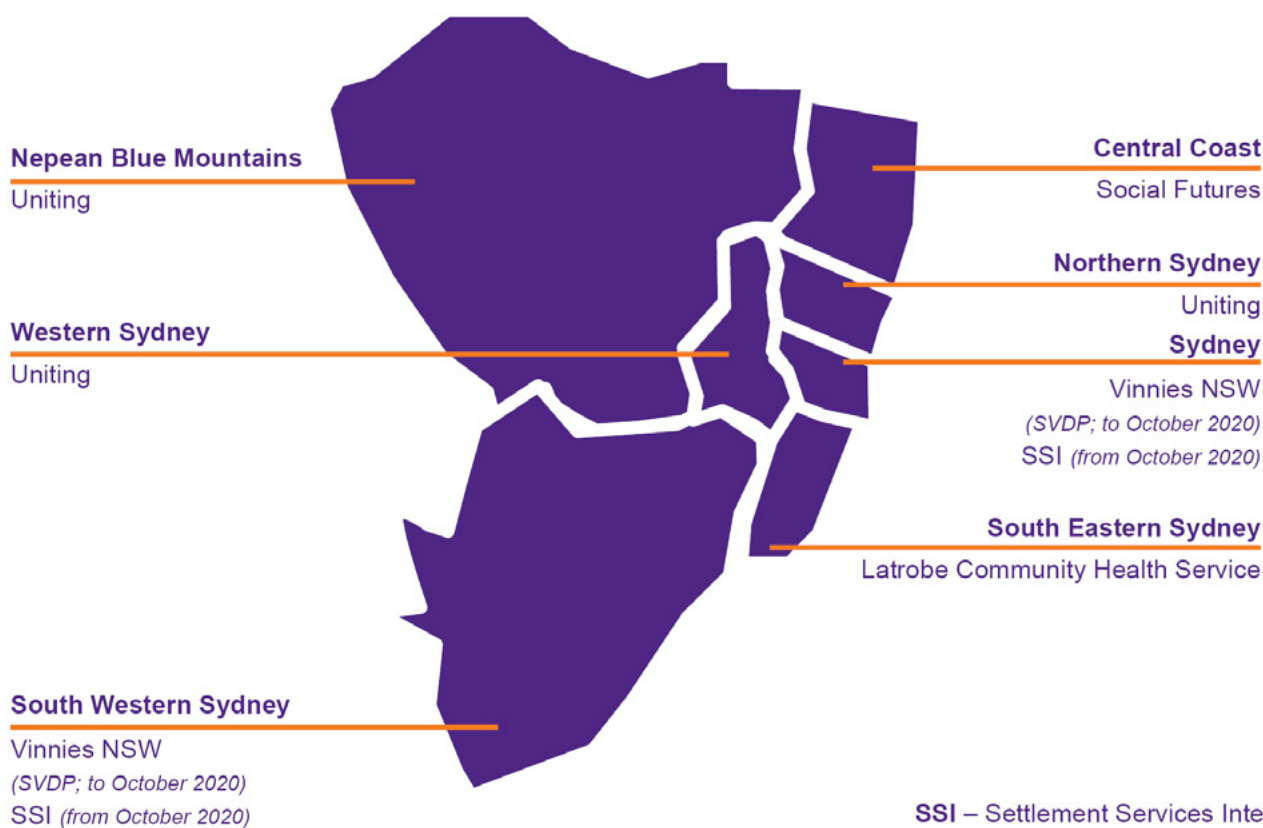 Nepean Blue Mountains
Uniting
Western Sydney
Uniting
South Western Sydney
Vinnies NSW
(SVDP; to October 2020)
SSI (from October 2020)
Central Coast
Social Futures
Northern Sydney
Uniting
Sydney
Vinnies NSW
(SVDP; to October 2020)
SSI (from October 2020)
South Eastern Sydney
Latrobe Community Health Service
SSI – Settlement Services Inte